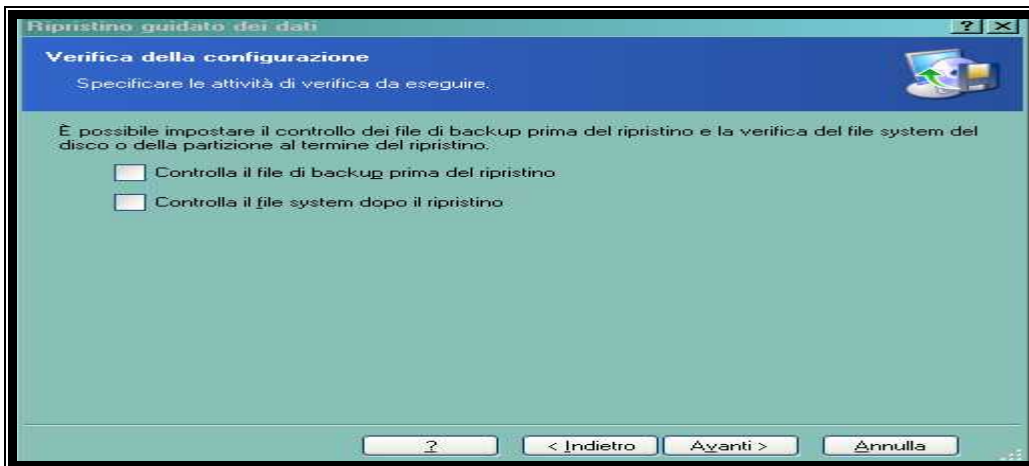 Ripristino guidato dei dati
Verifica della configurazione
Specificare le attività di verifica da eseguire.
È possibile impostare il controllo dei file di backup prima del ripristino e la verifica del file system del
disco o della partizione al termine del ripristino.
Controlla il file di backup prima del ripristino
Controlla il file system dopo il ripristino
? < Indietro Avanti > Annulla